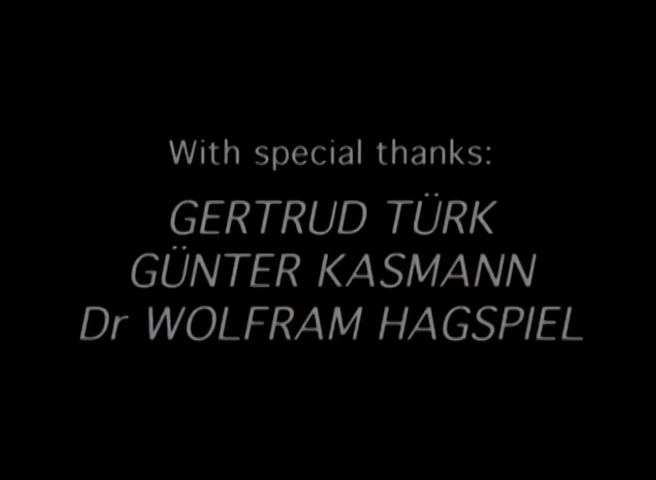 With special thanks:
GERTRUD TÜRK
GÜNTER KASMANN
Dr WOLFRAM HAGSPIEL